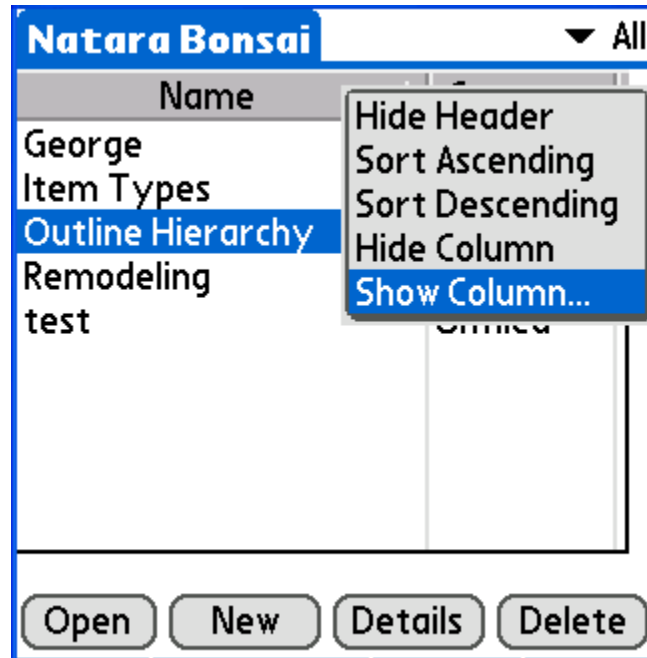 Natara Bonsai
All
Name
George
Item Types
Outline Hierarchy
Remodeling
test
Hide Header
Sort Ascending
Sort Descending
Hide Column
Show Column...
Open New Details Delete